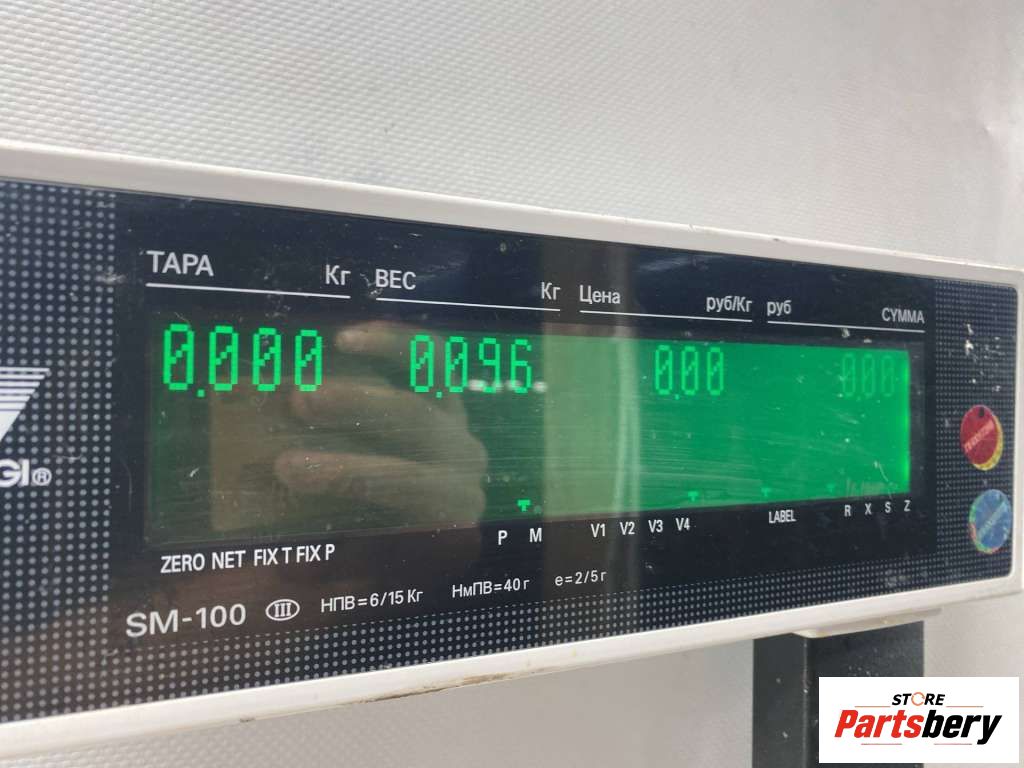 ТАРА Кг ВЕС Кг Цена руб/Кг руб СУММА
0.000 0.096 0.00 0.00
GI®
P M V1 V2 V3 V4 LABEL R X S Z
ZERO NET FIX T FIX P
SM-100 III НПВ=6/15 Кг НмПВ=40 г e=2/5 г
STORE
Partsbery